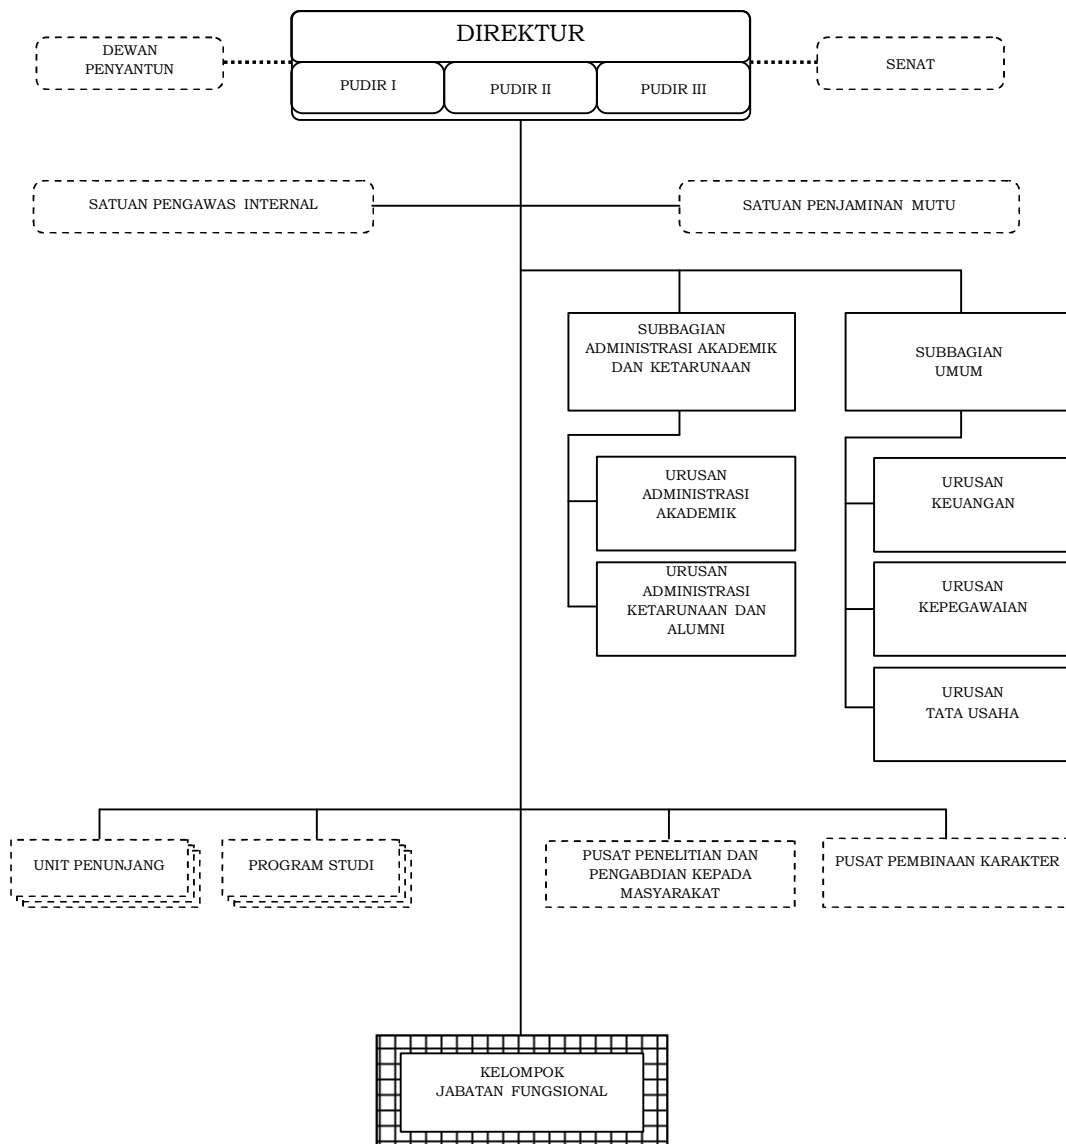 DIREKTUR
DEWAN
PENYANTUN
SENAT
PUDIR I
PUDIR II
PUDIR III
SATUAN PENGAWAS INTERNAL
SATUAN PENJAMINAN MUTU
SUBBAGIAN
ADMINISTRASI AKADEMIK
DAN KETARUNAAN
SUBBAGIAN
UMUM
URUSAN
ADMINISTRASI
AKADEMIK
URUSAN
ADMINISTRASI
KETARUNAAN DAN
ALUMNI
URUSAN
KEUANGAN
URUSAN
KEPEGAWAIAN
URUSAN
TATA USAHA
UNIT PENUNJANG
PROGRAM STUDI
PUSAT PENELITIAN DAN
PENGABDIAN KEPADA
MASYARAKAT
PUSAT PEMBINAAN KARAKTER
KELOMPOK
JABATAN FUNGSIONAL